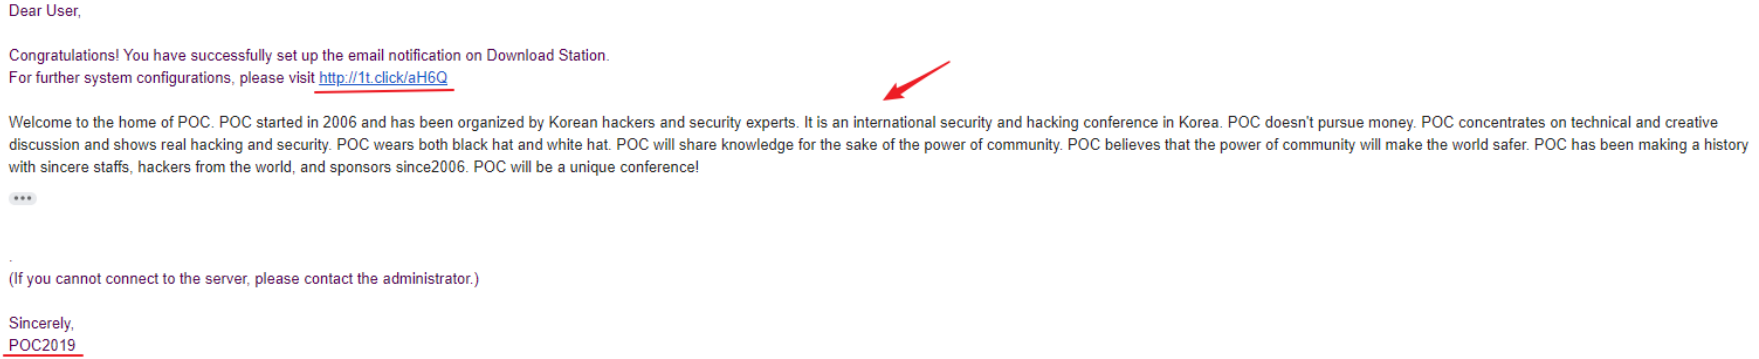 Dear User,
Congratulations! You have successfully set up the email notification on Download Station.
For further system configurations, please visit http://1t.click/aH6Q
Welcome to the home of POC. POC started in 2006 and has been organized by Korean hackers and security experts. It is an international security and hacking conference in Korea. POC doesn't pursue money. POC concentrates on technical and creative
discussion and shows real hacking and security. POC wears both black hat and white hat. POC will share knowledge for the sake of the power of community. POC believes that the power of community will make the world safer. POC has been making a history
with sincere staffs, hackers from the world, and sponsors since2006. POC will be a unique conference!
•••
.
(If you cannot connect to the server, please contact the administrator.)
Sincerely,
POC2019